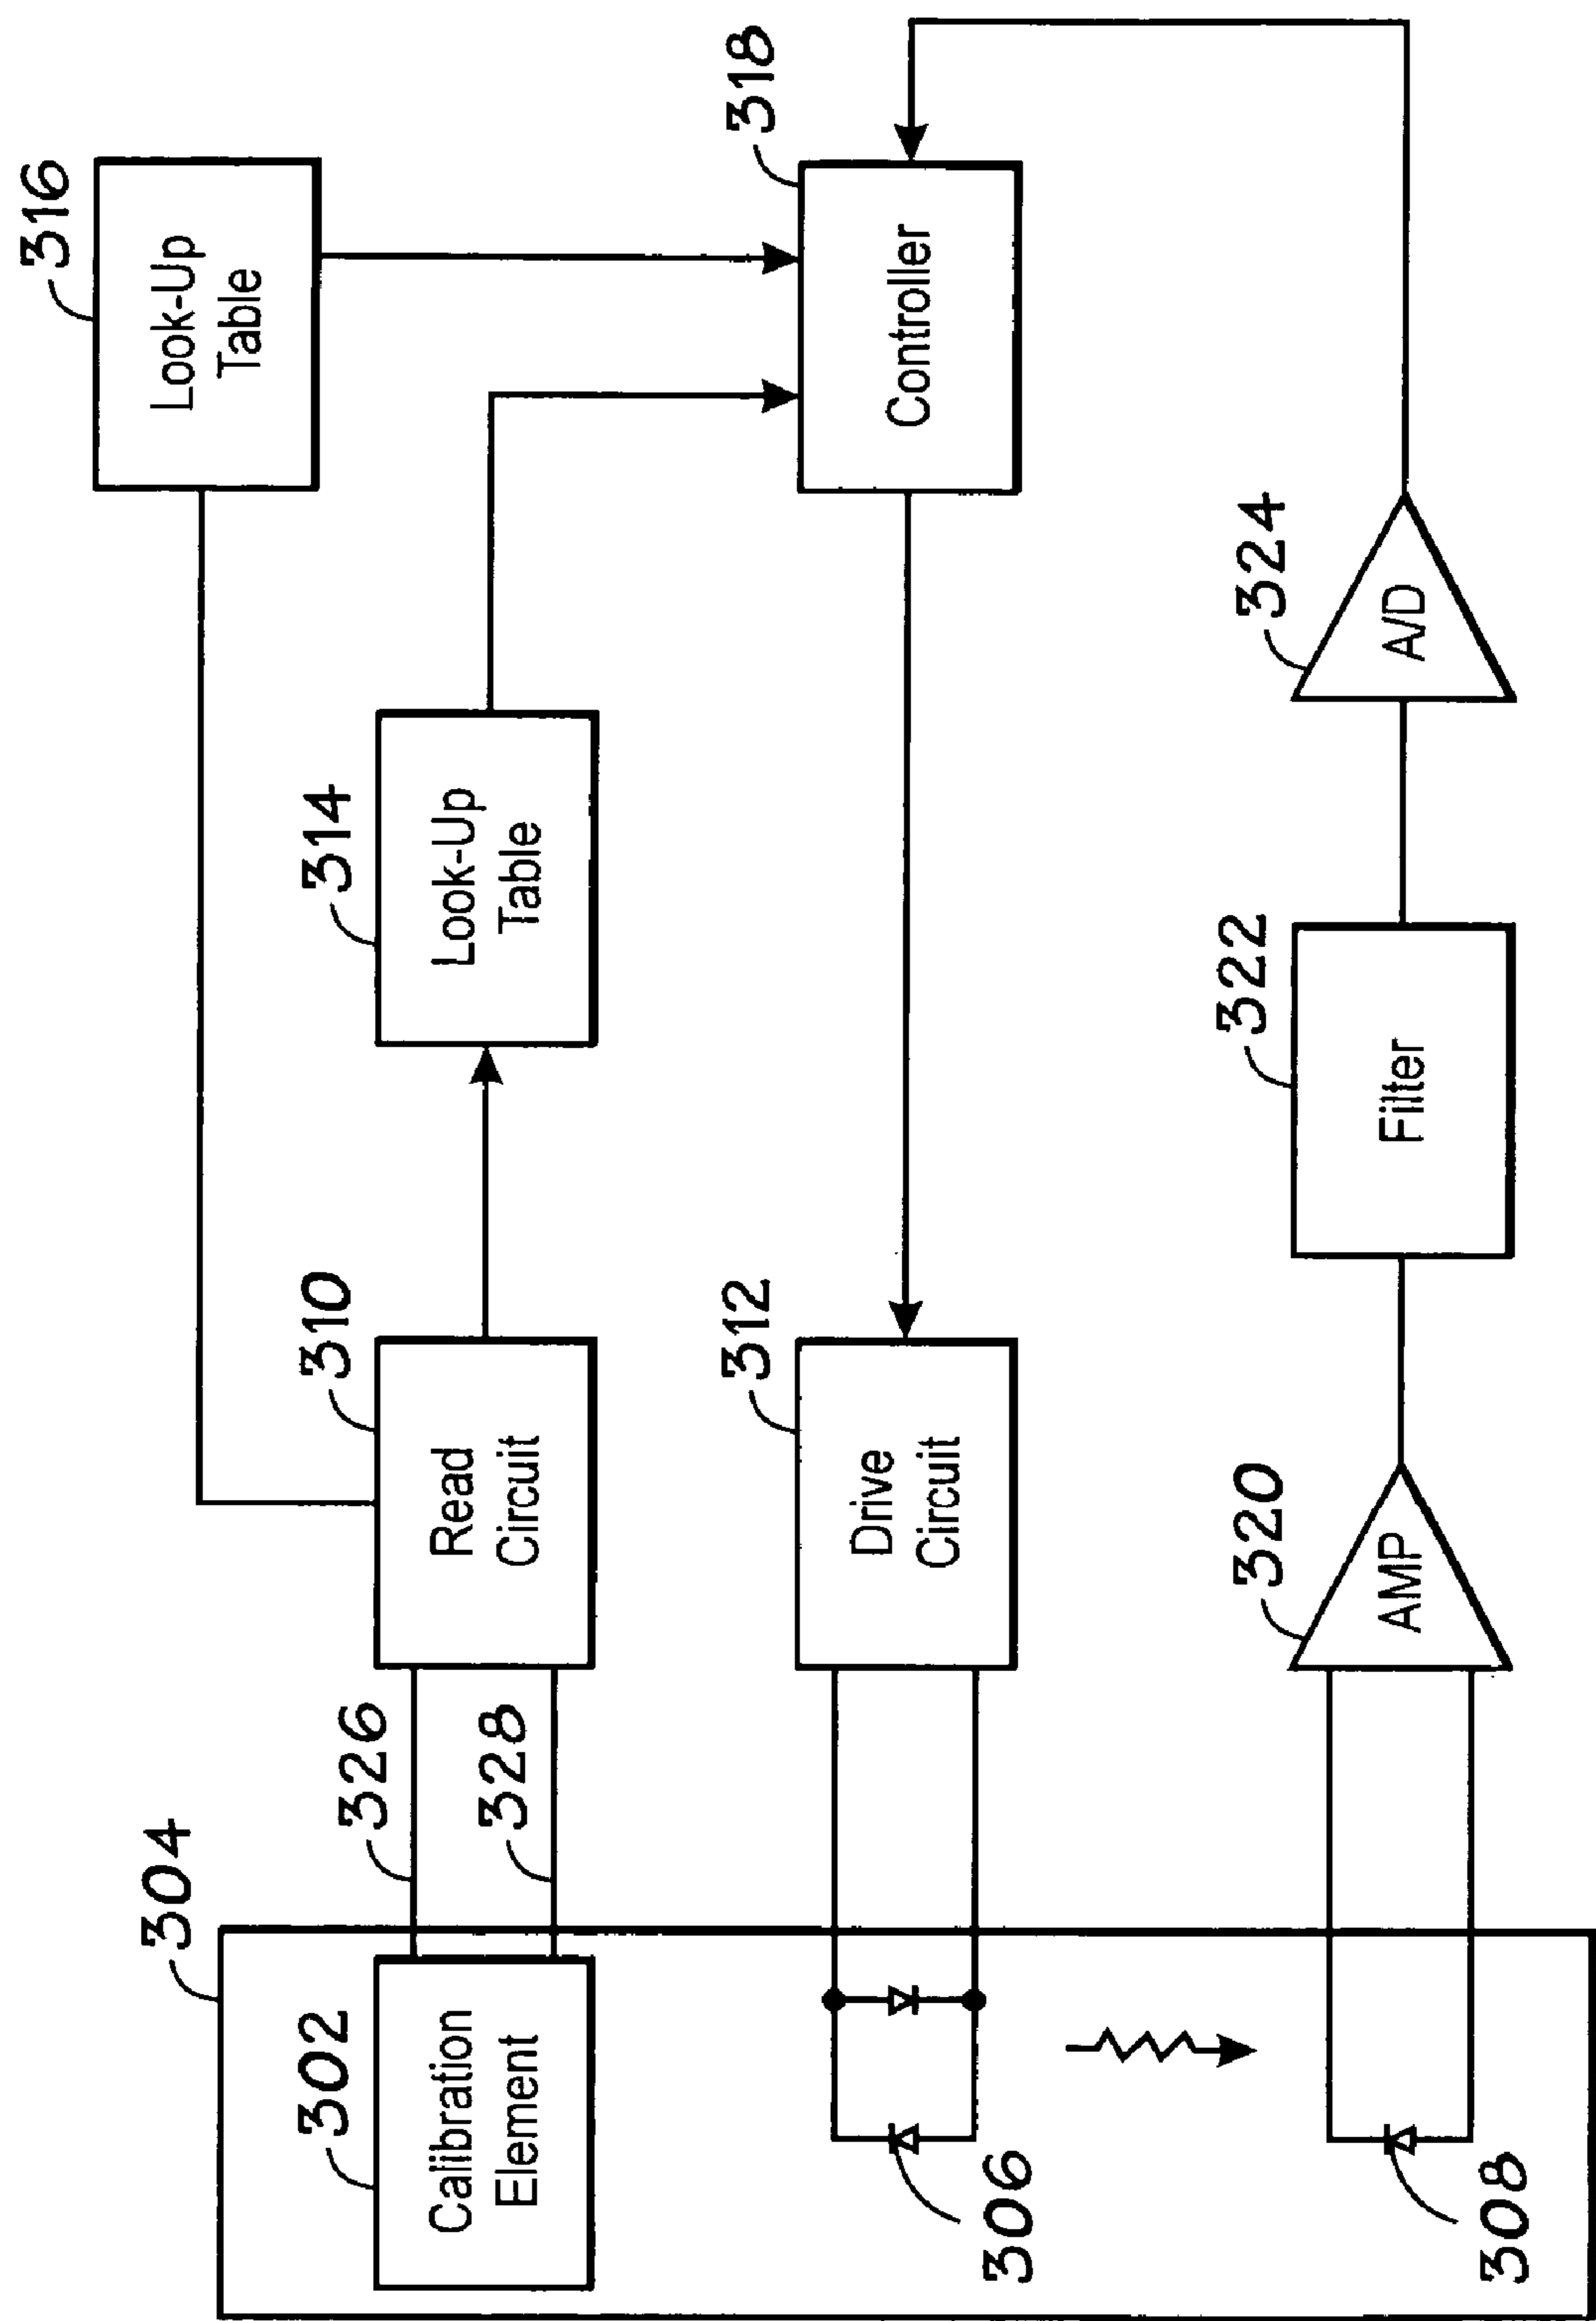 304
302
Calibration
Element
306
308
326
328
310
Read
Circuit
312
Drive
Circuit
320
AMP
314
Look-Up
Table
322
Filter
316
Look-Up
Table
318
Controller
324
A/D